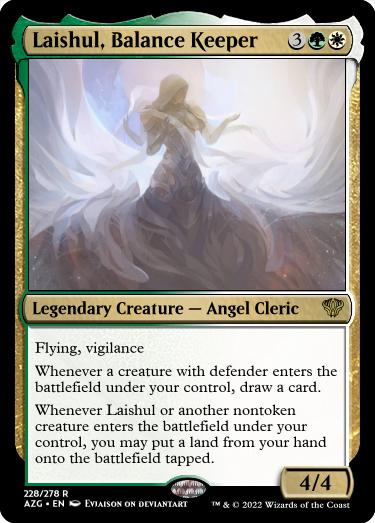 Laishul, Balance Keeper 3
Legendary Creature — Angel Cleric
Flying, vigilance
Whenever a creature with defender enters the
battlefield under your control, draw a card.
Whenever Laishul or another nontoken
creature enters the battlefield under your
control, you may put a land from your hand
onto the battlefield tapped.
4/4
228/278 R
AZG • EN EVIAISON ON DEVIANTART ™ & © 2022 Wizards of the Coast